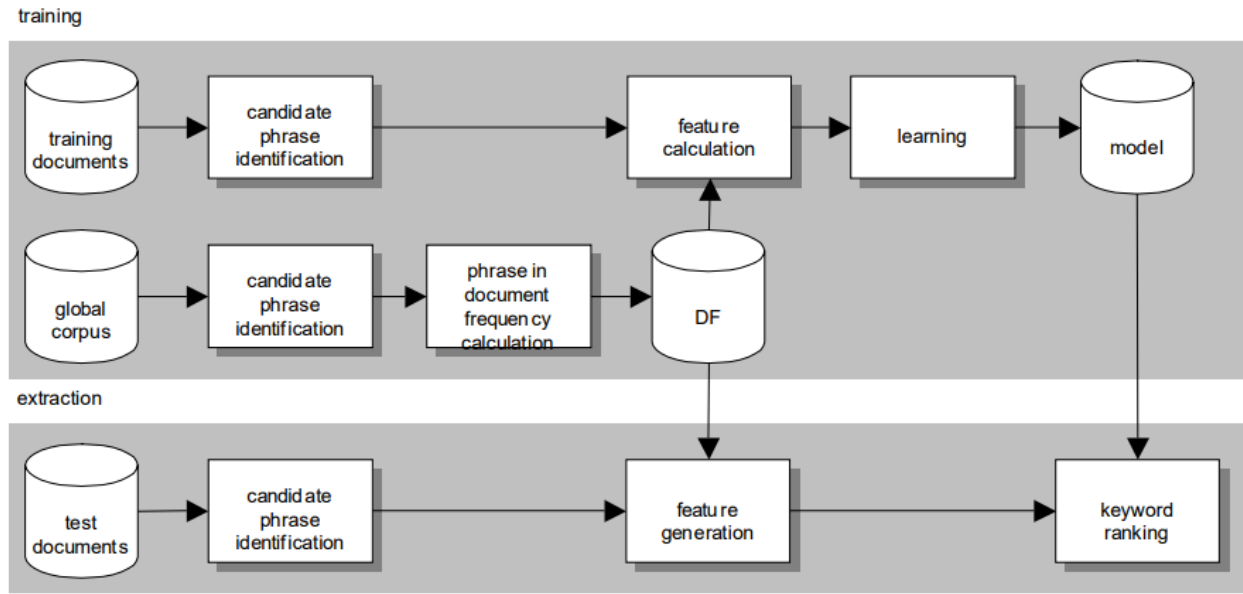 training
training
documents
candidate
phrase
identification
feature
calculation
learning
model
global
corpus
candidate
phrase
identification
phrase in
document
frequency
calculation
DF
extraction
test
documents
candidate
phrase
identification
feature
generation
keyword
ranking